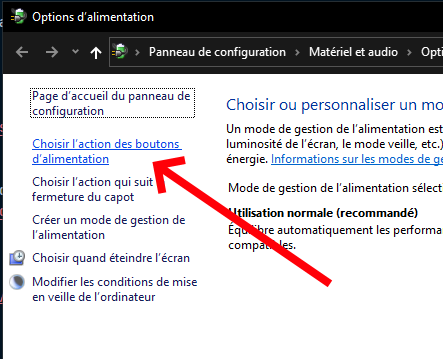 Options d'alimentation
Panneau de configuration
Matériel et audio
Opti
Page d'accueil du panneau de
configuration
Choisir l'action des boutons
d'alimentation
Choisir l'action qui suit
fermeture du capot
Créer un mode de gestion de
l'alimentation
Choisir quand éteindre l'écran
Modifier les conditions de mise
en veille de l'ordinateur
Choisir ou personnaliser un mo
Un mode de gestion de l'alimentation est
luminosité de l'écran, le mode veille, etc.)
énergie. Informations sur les modes de ge
Mode de gestion de l'alimentation sélect
Utilisation normale (recommandé)
Équilibre automatiquement les performa
compatibles.